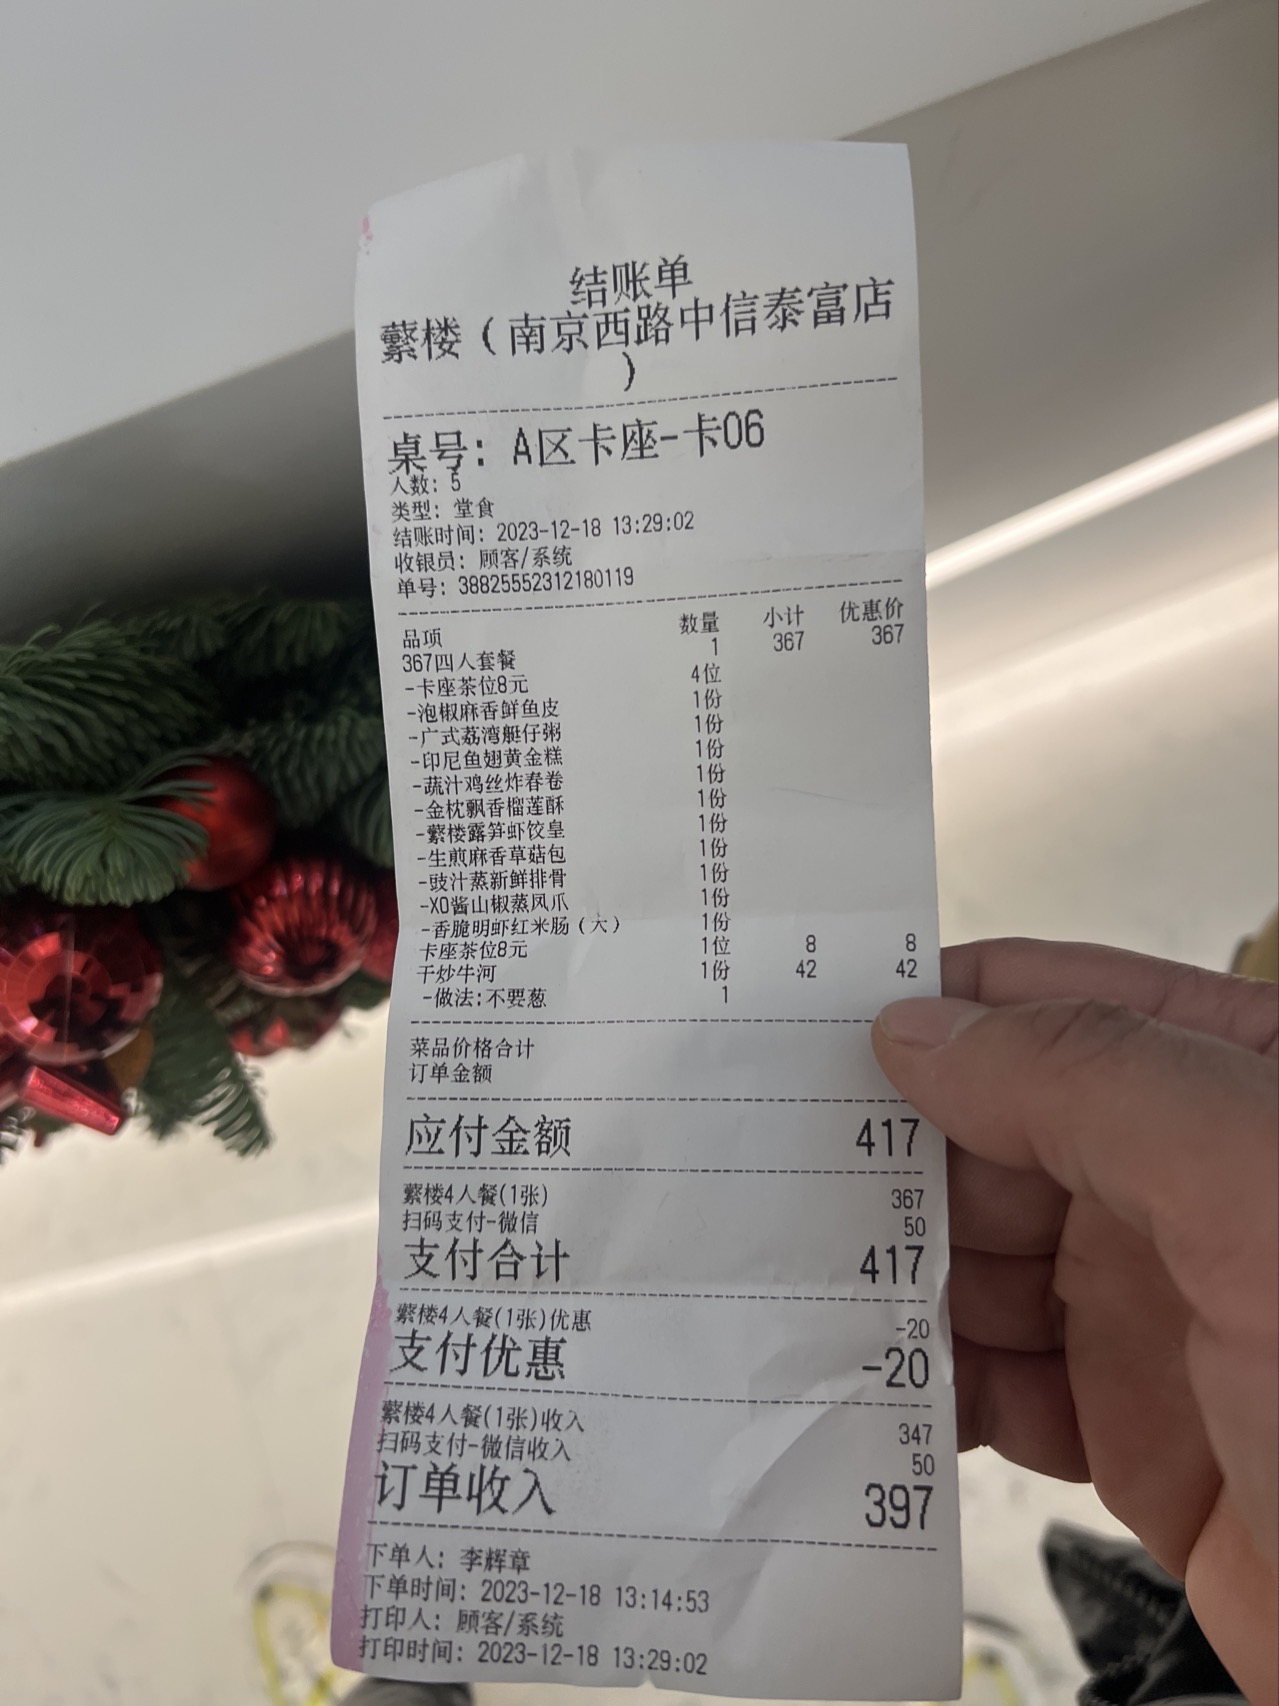 结账单
蘩楼（南京西路中信泰富店
）
桌号：A区卡座-卡06
人数：5
类型：堂食
结账时间：2023-12-18 13:29:02
收银员：顾客/系统
单号：38825552312180119
品项 数量 小计 优惠价
367四人套餐 1 367 367
-卡座茶位8元 4位
-泡椒麻香鲜鱼皮 1份
-广式荔湾艇仔粥 1份
-印尼鱼翅黄金糕 1份
-蔬汁鸡丝炸春卷 1份
-金枕飘香榴莲酥 1份
-蘩楼露笋虾饺皇 1份
-生煎麻香草菇包 1份
-豉汁蒸新鲜排骨 1份
-XO酱山椒蒸凤爪 1份
-香脆明虾红米肠（大） 1份
卡座茶位8元 1位 8 8
干炒牛河 1份 42 42
-做法:不要葱 1
菜品价格合计
订单金额
应付金额 417
蘩楼4人餐(1张) 367
扫码支付-微信 50
支付合计 417
蘩楼4人餐(1张)优惠 -20
支付优惠 -20
蘩楼4人餐(1张)收入 347
扫码支付-微信收入 50
订单收入 397
下单人：李辉章
下单时间：2023-12-18 13:14:53
打印人：顾客/系统
打印时间：2023-12-18 13:29:02